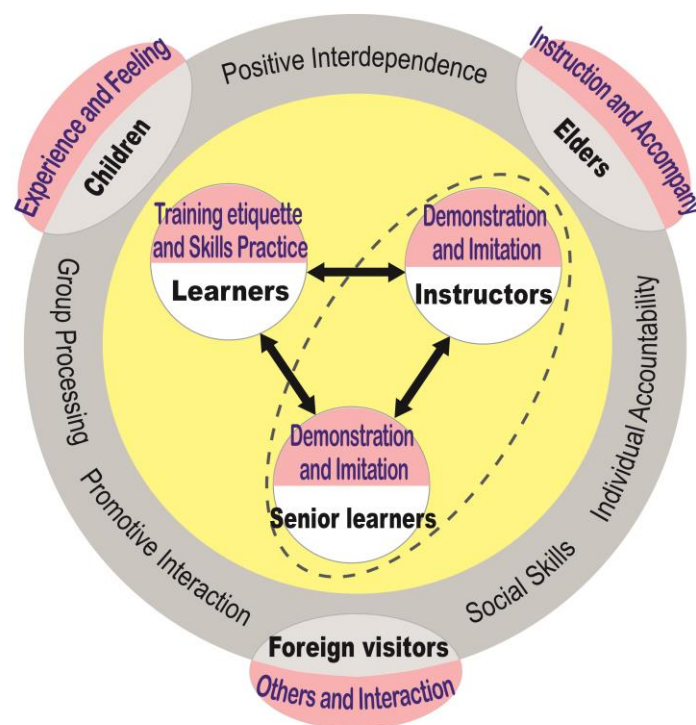 Positive Interdependence
Experience and Feeling
Children
Instruction and Accompany
Elders
Training etiquette
and Skills Practice
Learners
Demonstration
and Imitation
Instructors
Group Processing
Individual Accountability
Demonstration
and Imitation
Senior learners
Promotive Interaction
Social Skills
Foreign visitors
Others and Interaction